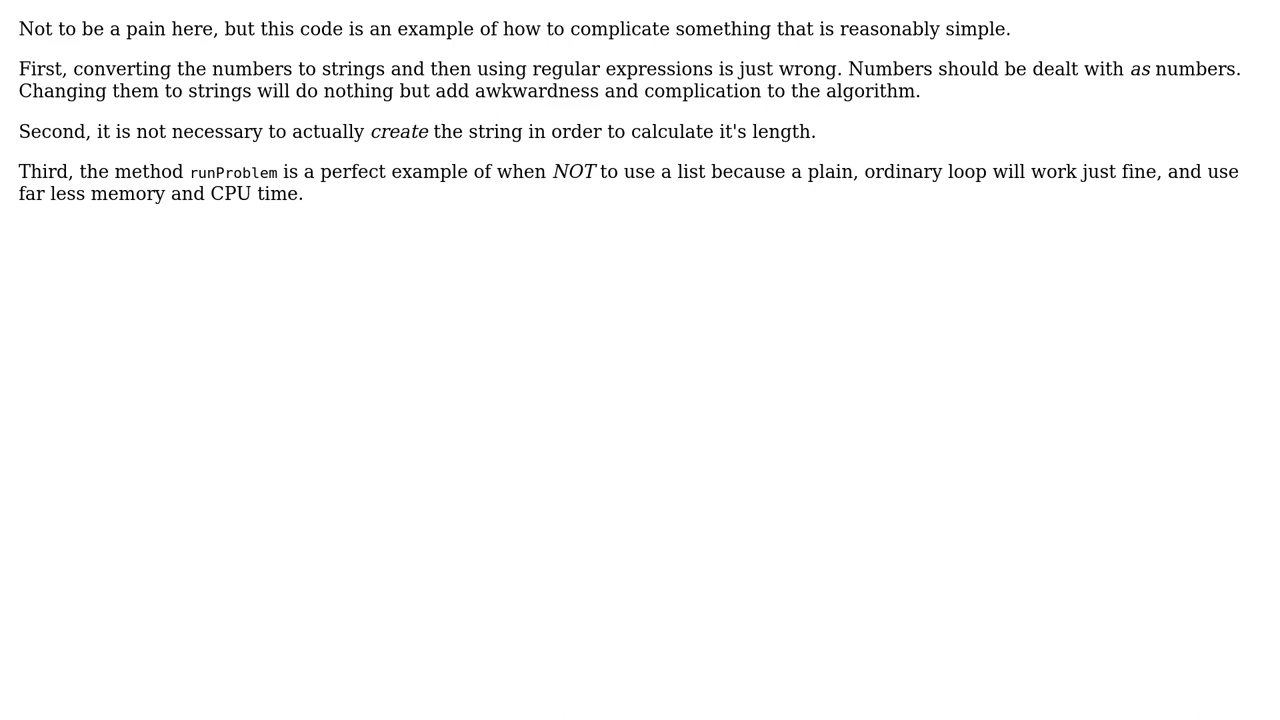 Not to be a pain here, but this code is an example of how to complicate something that is reasonably simple.
First, converting the numbers to strings and then using regular expressions is just wrong. Numbers should be dealt with as numbers.
Changing them to strings will do nothing but add awkwardness and complication to the algorithm.
Second, it is not necessary to actually create the string in order to calculate it's length.
Third, the method runProblem is a perfect example of when NOT to use a list because a plain, ordinary loop will work just fine, and use
far less memory and CPU time.